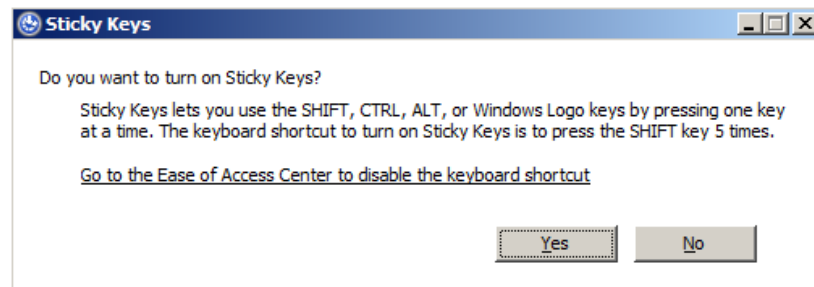 Sticky Keys
Do you want to turn on Sticky Keys?
Sticky Keys lets you use the SHIFT, CTRL, ALT, or Windows Logo keys by pressing one key
at a time. The keyboard shortcut to turn on Sticky Keys is to press the SHIFT key 5 times.
Go to the Ease of Access Center to disable the keyboard shortcut
Yes No